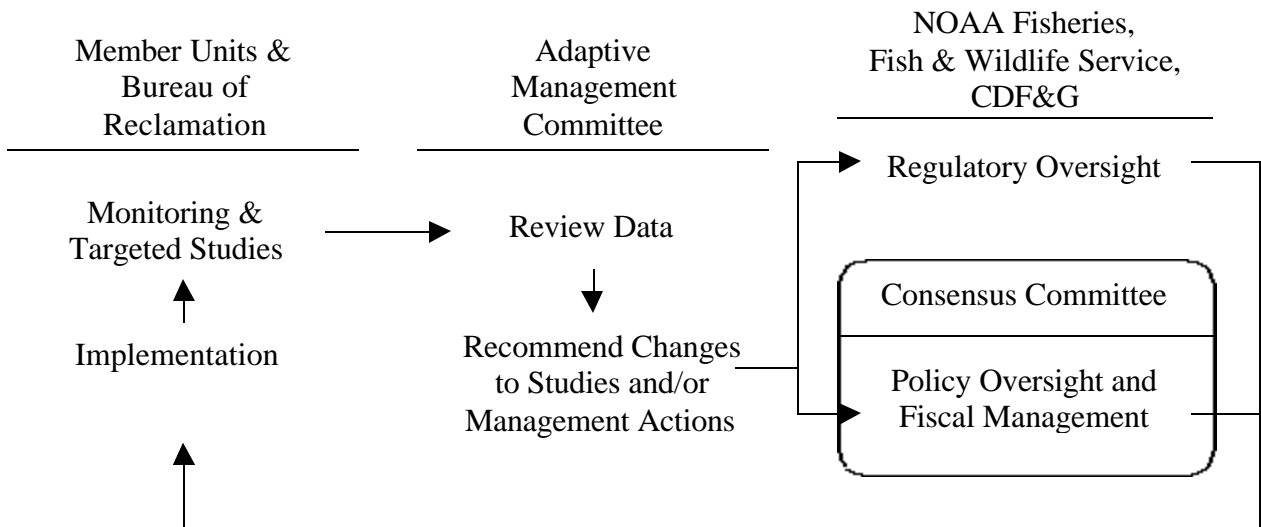 Member Units &
Bureau of
Reclamation
Adaptive
Management
Committee
NOAA Fisheries,
Fish & Wildlife Service,
CDF&G
Monitoring &
Targeted Studies
Implementation
Review Data
Recommend Changes
to Studies and/or
Management Actions
Regulatory Oversight
Consensus Committee
Policy Oversight and
Fiscal Management